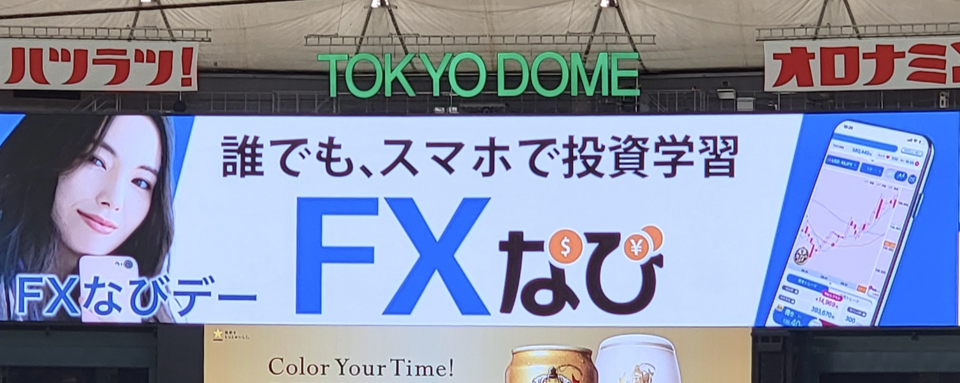 ハツラツ!
TOKYO DOME
オロナミン
誰でも、スマホで投資学習
FXなび
FXなびデー
Color Your Time!